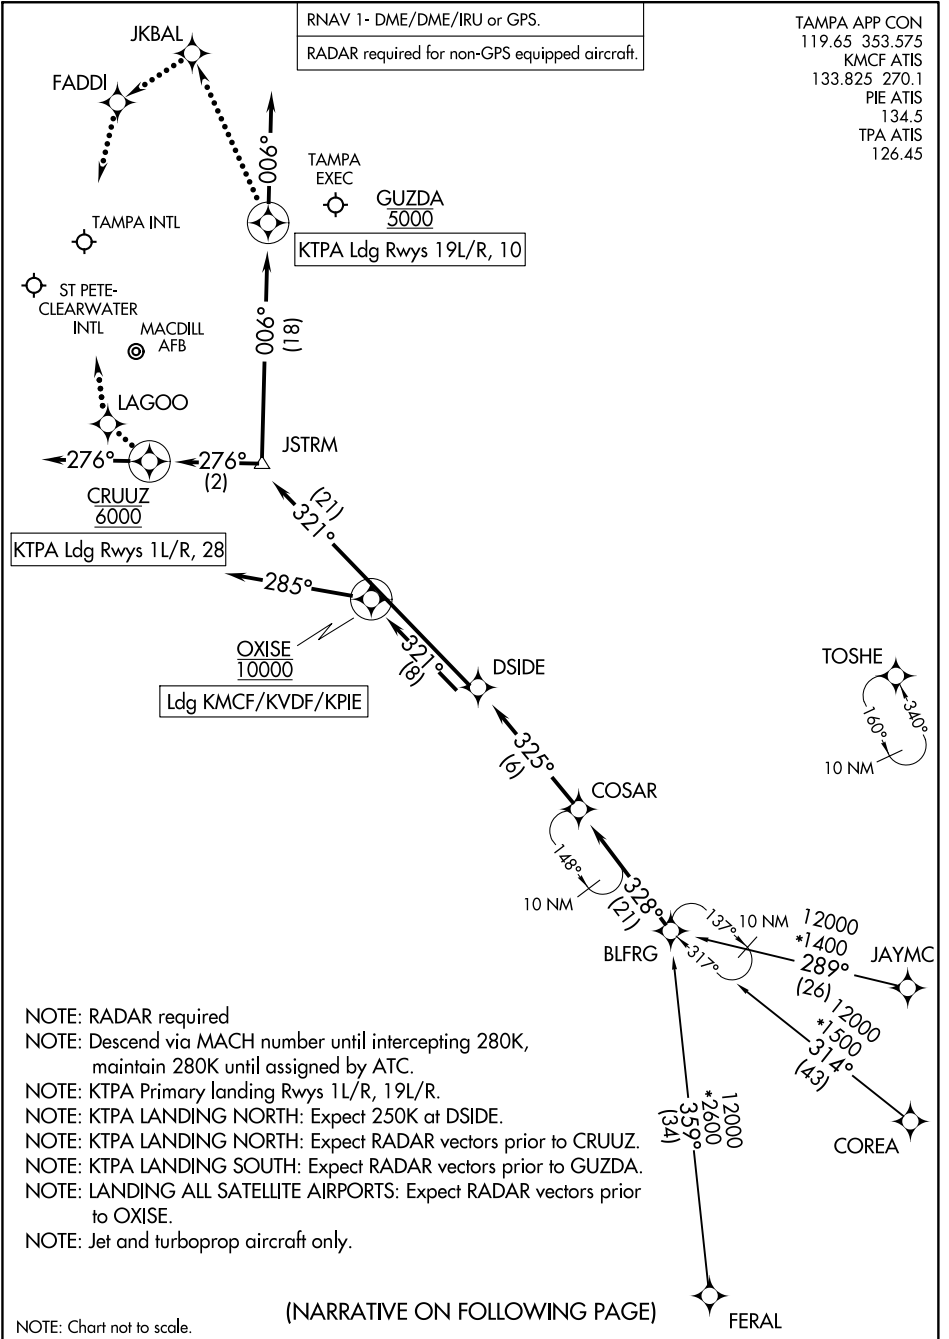 RNAV 1- DME/DME/IRU or GPS.
RADAR required for non-GPS equipped aircraft.
TAMPA APP CON
119.65 353.575
KMCF ATIS
133.825 270.1
PIE ATIS
134.5
TPA ATIS
126.45
JKBAL
FADDI
006°
TAMPA
EXEC
GUZDA
5000
KTPA Ldg Rwys 19L/R, 10
TAMPA INTL
ST PETE-
CLEARWATER
INTL
MACDILL
AFB
006°
(18)
LAGOO
JSTRM
276°
276°
(2)
CRUUZ
6000
KTPA Ldg Rwys 1L/R, 28
(21)
321°
285°
OXISE
10000
Ldg KMCF/KVDF/KPIE
321°
(8)
DSIDE
TOSHE
340°
160°
10 NM
325°
(6)
COSAR
148°
10 NM
328°
(21)
BLFRG
137°
317°
10 NM
12000
*1400
289°
(26)
JAYMC
12000
*1500
314°
(43)
COREA
12000
*2600
359°
(34)
FERAL
NOTE: RADAR required
NOTE: Descend via MACH number until intercepting 280K,
maintain 280K until assigned by ATC.
NOTE: KTPA Primary landing Rwys 1L/R, 19L/R.
NOTE: KTPA LANDING NORTH: Expect 250K at DSIDE.
NOTE: KTPA LANDING NORTH: Expect RADAR vectors prior to CRUUZ.
NOTE: KTPA LANDING SOUTH: Expect RADAR vectors prior to GUZDA.
NOTE: LANDING ALL SATELLITE AIRPORTS: Expect RADAR vectors prior
to OXISE.
NOTE: Jet and turboprop aircraft only.
(NARRATIVE ON FOLLOWING PAGE)
NOTE: Chart not to scale.